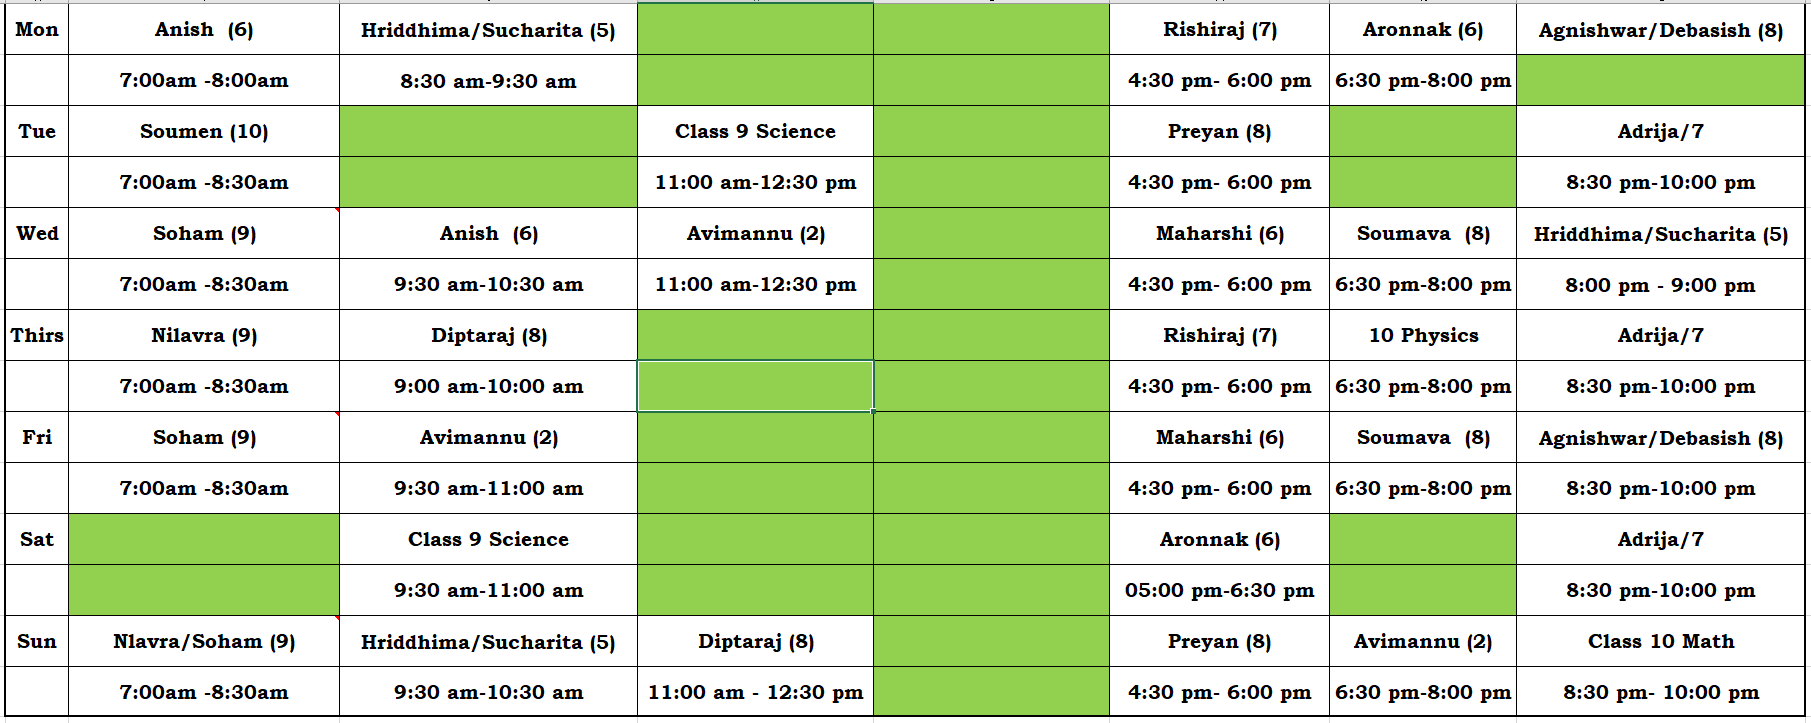 Mon Anish (6) Hriddhima/Sucharita (5) Rishiraj (7) Aronnak (6) Agnishwar/Debasish (8)
7:00am -8:00am 8:30 am-9:30 am 4:30 pm- 6:00 pm 6:30 pm-8:00 pm
Tue Soumen (10) Class 9 Science Preyan (8) Adrija/7
7:00am -8:30am 11:00 am-12:30 pm 4:30 pm- 6:00 pm 8:30 pm-10:00 pm
Wed Soham (9) Anish (6) Avimannu (2) Maharshi (6) Soumava (8) Hriddhima/Sucharita (5)
7:00am -8:30am 9:30 am-10:30 am 11:00 am-12:30 pm 4:30 pm- 6:00 pm 6:30 pm-8:00 pm 8:00 pm - 9:00 pm
Thirs Nilavra (9) Diptaraj (8) Rishiraj (7) 10 Physics Adrija/7
7:00am -8:30am 9:00 am-10:00 am 4:30 pm- 6:00 pm 6:30 pm-8:00 pm 8:30 pm-10:00 pm
Fri Soham (9) Avimannu (2) Maharshi (6) Soumava (8) Agnishwar/Debasish (8)
7:00am -8:30am 9:30 am-11:00 am 4:30 pm- 6:00 pm 6:30 pm-8:00 pm 8:30 pm-10:00 pm
Sat Class 9 Science Aronnak (6) Adrija/7
9:30 am-11:00 am 05:00 pm-6:30 pm 8:30 pm-10:00 pm
Sun Nlavra/Soham (9) Hriddhima/Sucharita (5) Diptaraj (8) Preyan (8) Avimannu (2) Class 10 Math
7:00am -8:30am 9:30 am-10:30 am 11:00 am - 12:30 pm 4:30 pm- 6:00 pm 6:30 pm-8:00 pm 8:30 pm- 10:00 pm